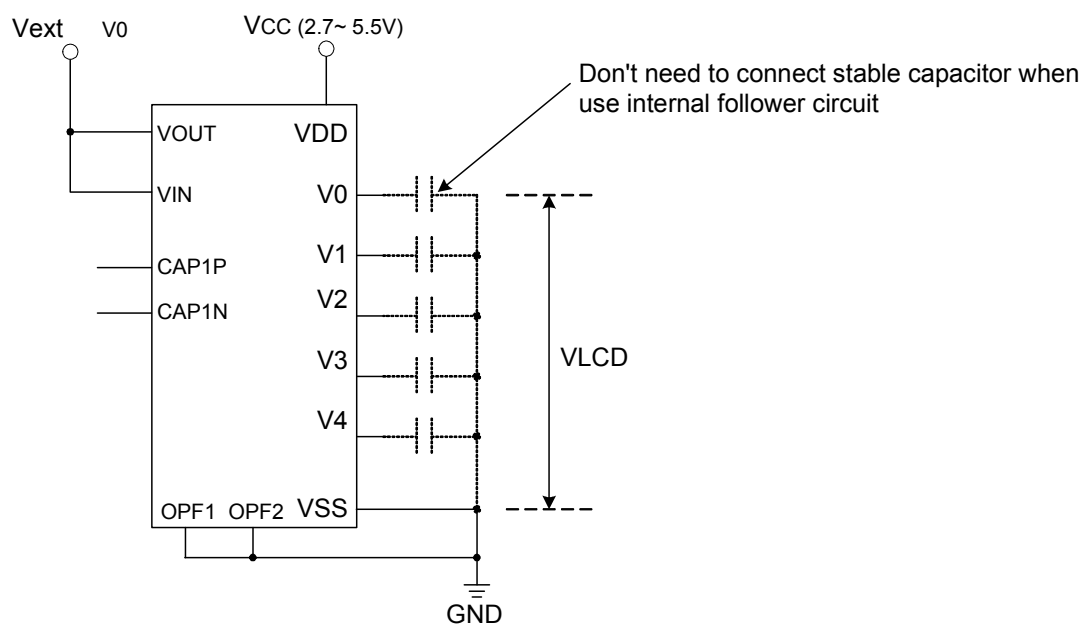 Vext V0 VCC (2.7~ 5.5V)
Don't need to connect stable capacitor when
use internal follower circuit
VOUT VDD
VIN V0
V1
CAP1P
V2
CAP1N
V3
VLCD
V4
OPF1 OPF2 VSS
GND